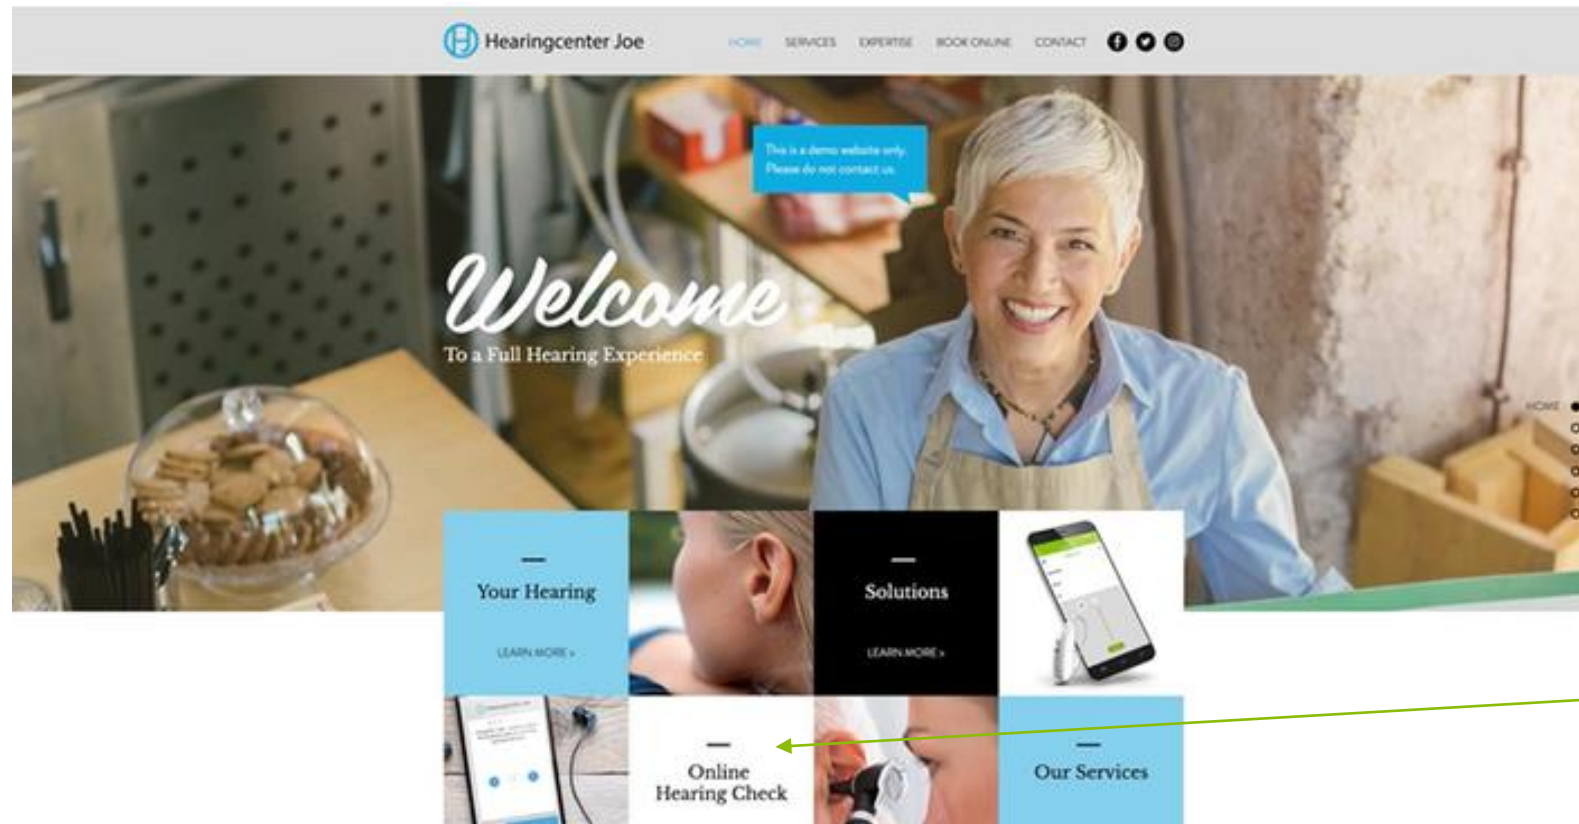 Hearingcenter Joe
HOME SERVICES EXPERTISE BOOK ONLINE CONTACT
This is a demo website only.
Please do not contact us.
Welcome
To a Full Hearing Experience
HOME
Your Hearing
LEARN MORE >
Solutions
LEARN MORE >
Online
Hearing Check
Our Services